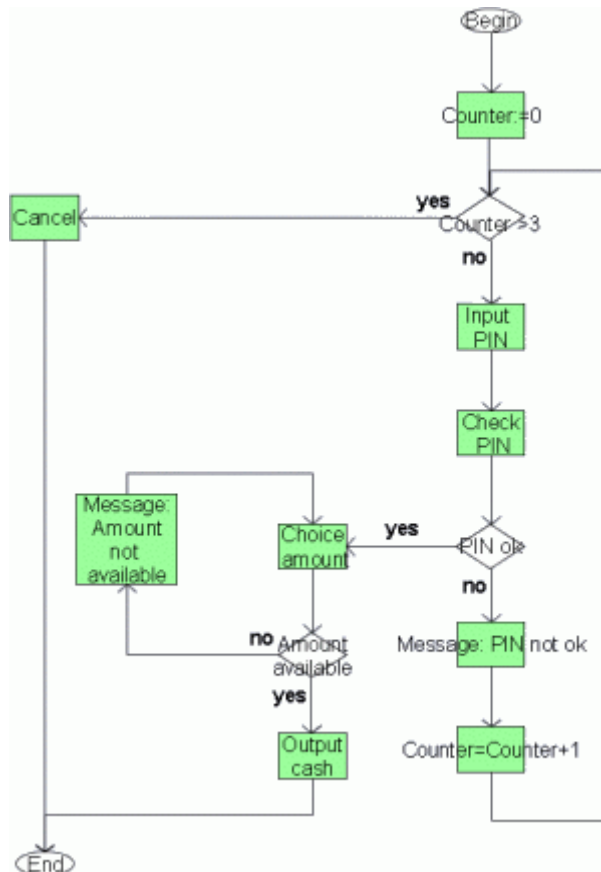 Begin
Counter:=0
yes
Cancel
Counter >3
no
Input
PIN
Check
PIN
Message:
Amount
not
available
Choice
amount
yes
PIN ok
no
no
Amount
available
Message: PIN not ok
yes
Output
cash
Counter=Counter+1
End